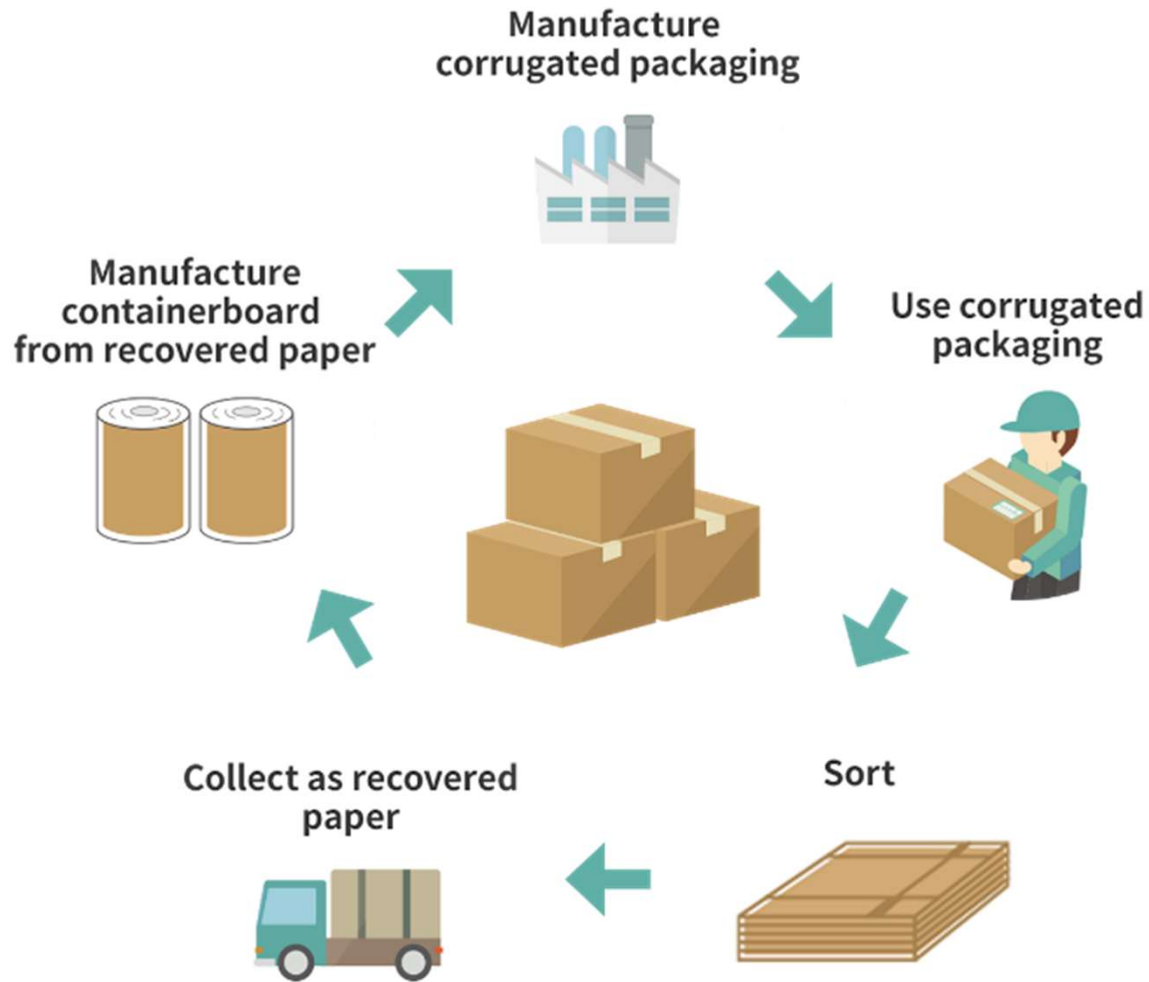 Manufacture
corrugated packaging
Manufacture
containerboard
from recovered paper
Use corrugated
packaging
Collect as recovered
paper
Sort